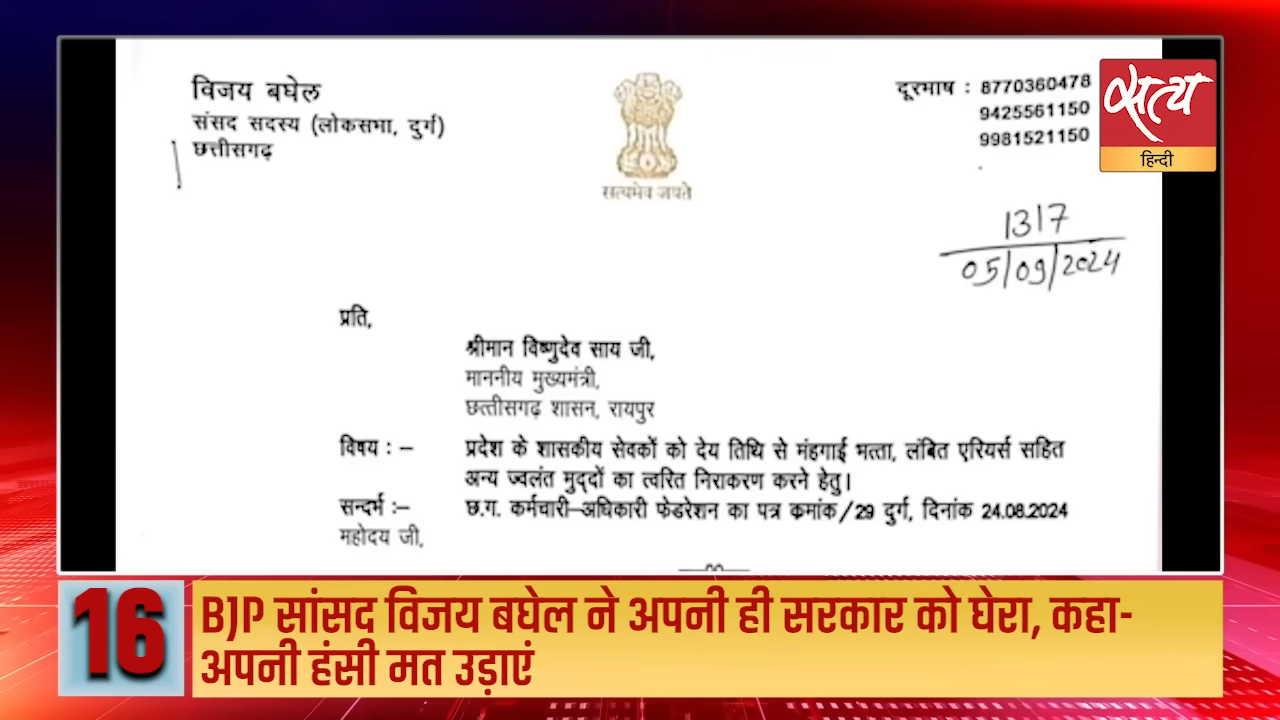 विजय बघेल
संसद सदस्य (लोकसभा, दुर्ग)
छत्तीसगढ़
सत्यमेव जयते
दूरभाष : 8770360478
9425561150
9981521150
सत्य
हिन्दी
1317
05/09/2024
प्रति,
श्रीमान विष्णुदेव साय जी,
माननीय मुख्यमंत्री,
छत्तीसगढ़ शासन, रायपुर
विषय : – प्रदेश के शासकीय सेवकों को देय तिथि से मंहगाई भत्ता, लंबित एरियर्स सहित
अन्य ज्वलंत मुद्दों का त्वरित निराकरण करने हेतु।
सन्दर्भ :– छ.ग. कर्मचारी–अधिकारी फेडरेशन का पत्र क्रमांक/29 दुर्ग, दिनांक 24.08.2024
महोदय जी,
16
BJP सांसद विजय बघेल ने अपनी ही सरकार को घेरा, कहा-
अपनी हंसी मत उड़ाएं